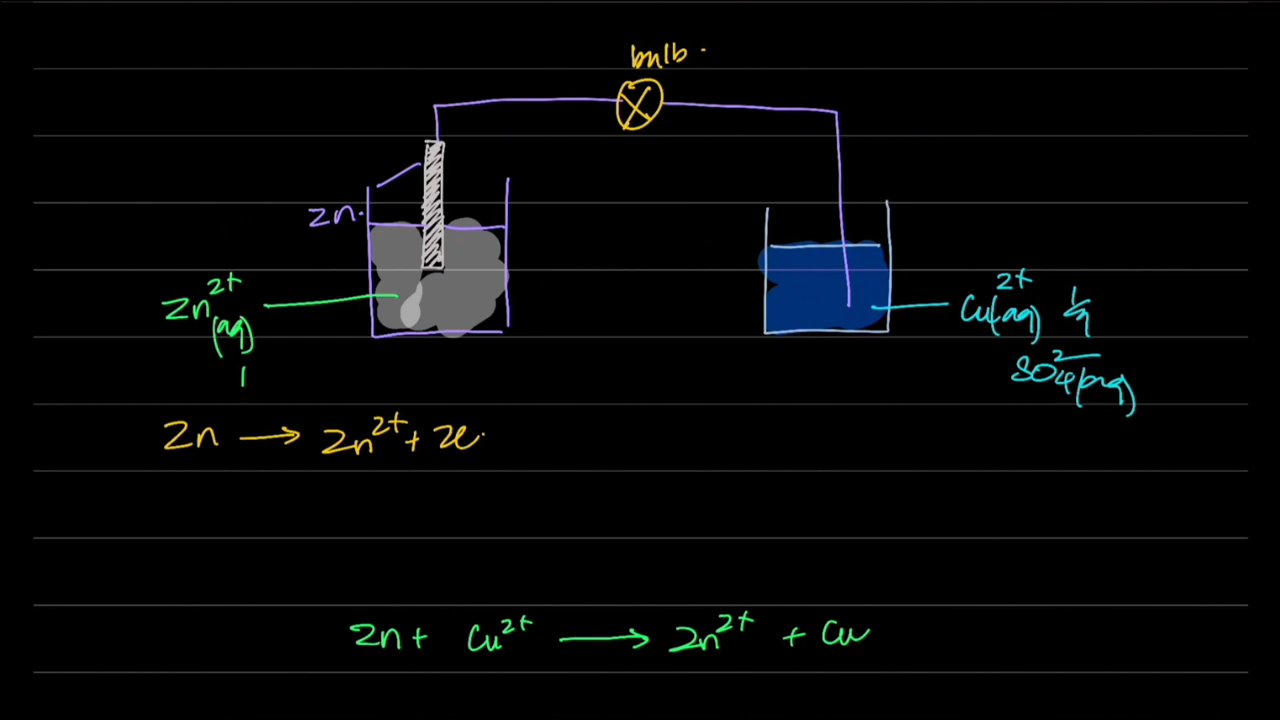 bulb.
Zn.
Zn²⁺
(aq)
Cu²⁺(aq)
SO₄²⁻(aq)
Zn → Zn²⁺ + 2e.
Zn + Cu²⁺ → Zn²⁺ + Cu